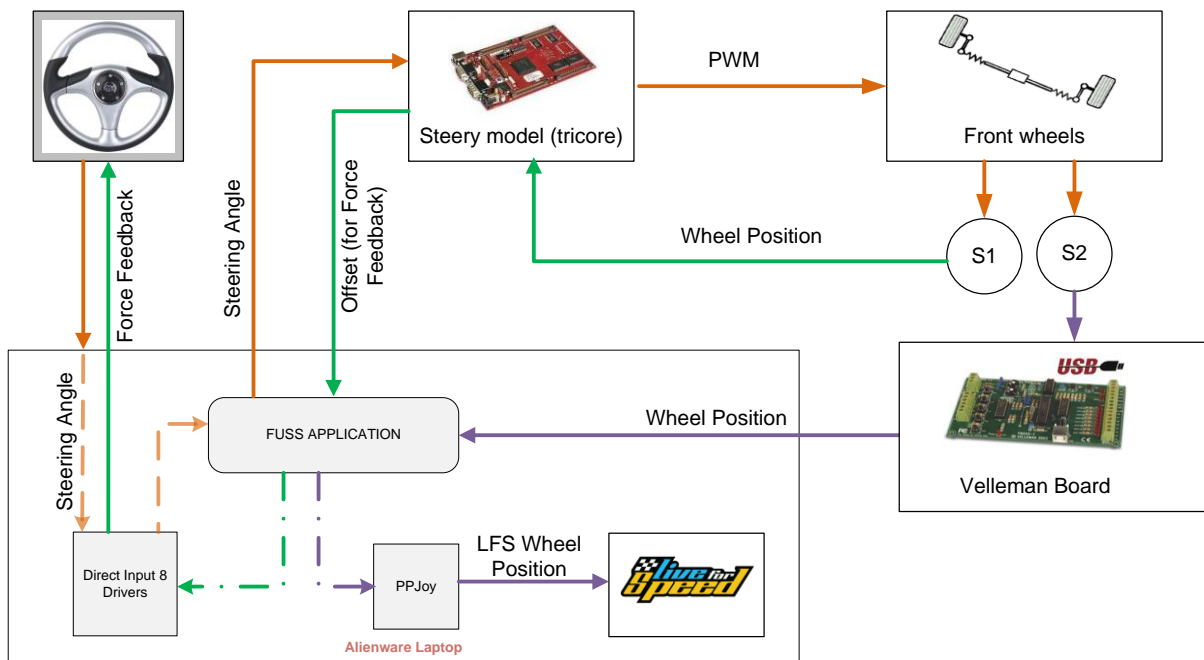 PWM
Steery model (tricore)
Front wheels
Force Feedback
Steering Angle
Offset (for Force
Feedback)
Wheel Position
S1
S2
USB
Steering Angle
FUSS APPLICATION
Wheel Position
Velleman Board
Direct Input 8
Drivers
PPJoy
LFS Wheel
Position
live for
Speed
Alienware Laptop